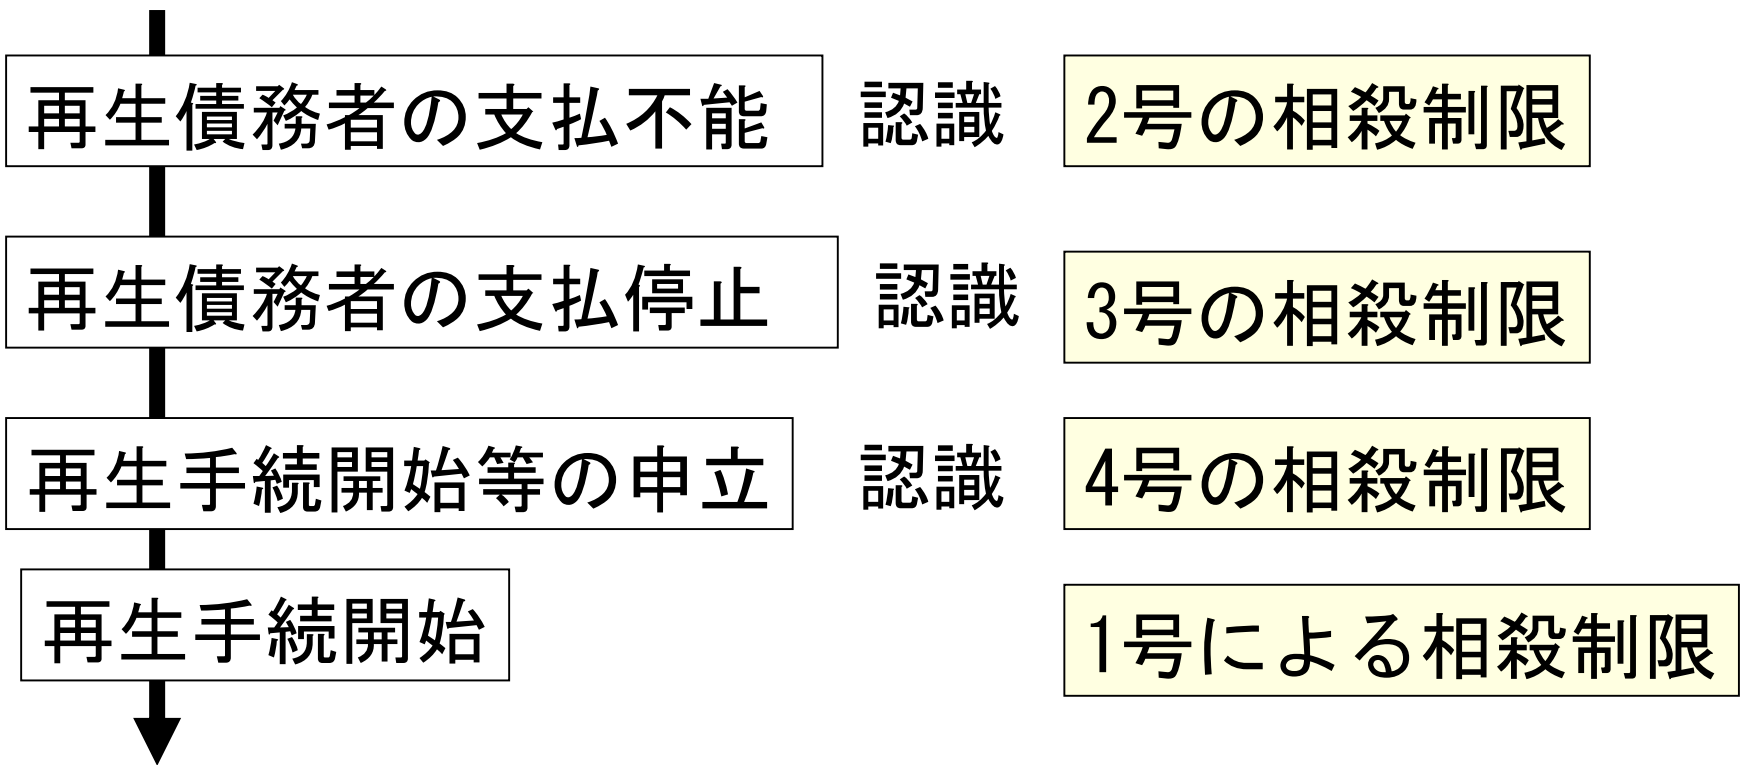 再生債務者の支払不能 認識 2号の相殺制限
再生債務者の支払停止 認識 3号の相殺制限
再生手続開始等の申立 認識 4号の相殺制限
再生手続開始 1号による相殺制限